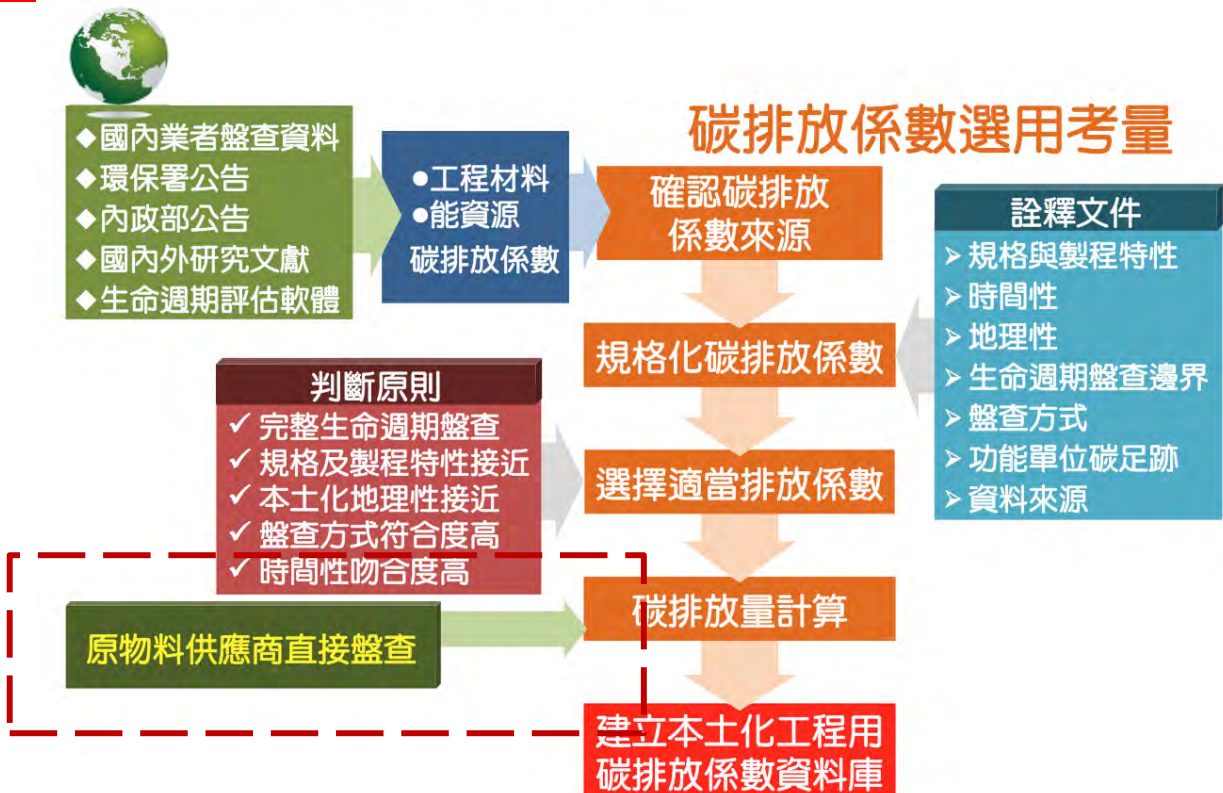 碳排放係數選用考量
◆國內業者盤查資料
◆環保署公告
◆內政部公告
◆國內外研究文獻
◆生命週期評估軟體
●工程材料
●能資源
碳排放係數
確認碳排放
係數來源
詮釋文件
➢規格與製程特性
➢時間性
➢地理性
➢生命週期盤查邊界
➢盤查方式
➢功能單位碳足跡
➢資料來源
規格化碳排放係數
判斷原則
✓完整生命週期盤查
✓規格及製程特性接近
✓本土化地理性接近
✓盤查方式符合度高
✓時間性吻合度高
選擇適當排放係數
原物料供應商直接盤查
碳排放量計算
建立本土化工程用
碳排放係數資料庫